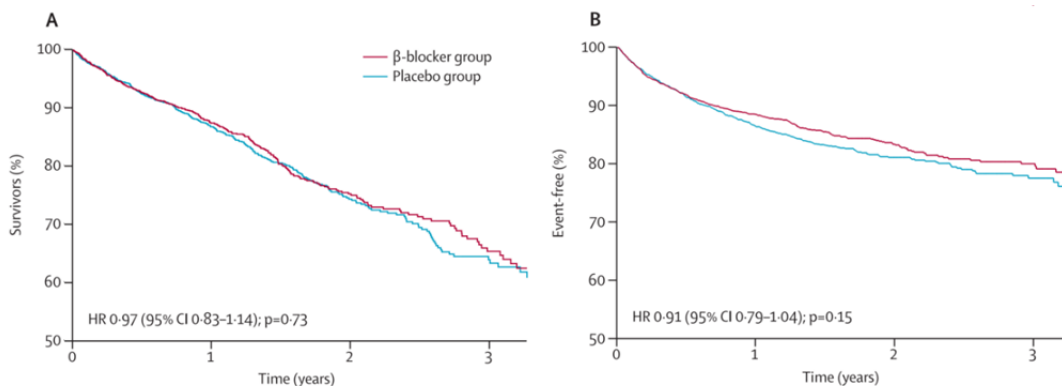 A
B
β-blocker group
Placebo group
100
90
80
70
60
50
Survivors (%)
HR 0·97 (95% CI 0·83–1·14); p=0·73
0
1
2
3
Time (years)
100
90
80
70
60
50
Event-free (%)
HR 0·91 (95% CI 0·79–1·04); p=0·15
0
1
2
3
Time (years)